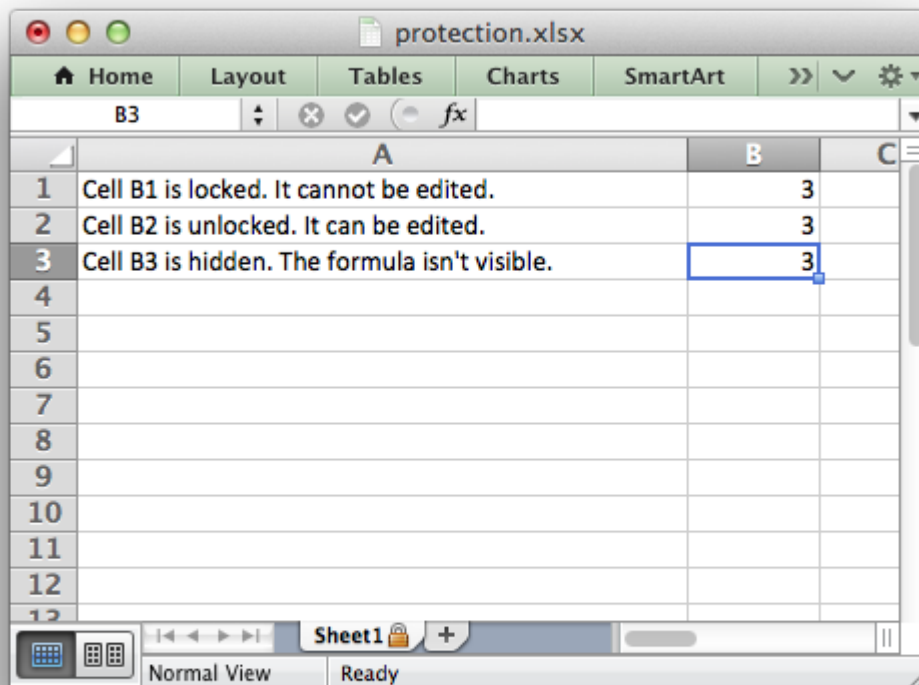 protection.xlsx
Home Layout Tables Charts SmartArt
B3 fx
A B C
1 Cell B1 is locked. It cannot be edited. 3
2 Cell B2 is unlocked. It can be edited. 3
3 Cell B3 is hidden. The formula isn't visible. 3
4
5
6
7
8
9
10
11
12
13
Sheet1
Normal View Ready